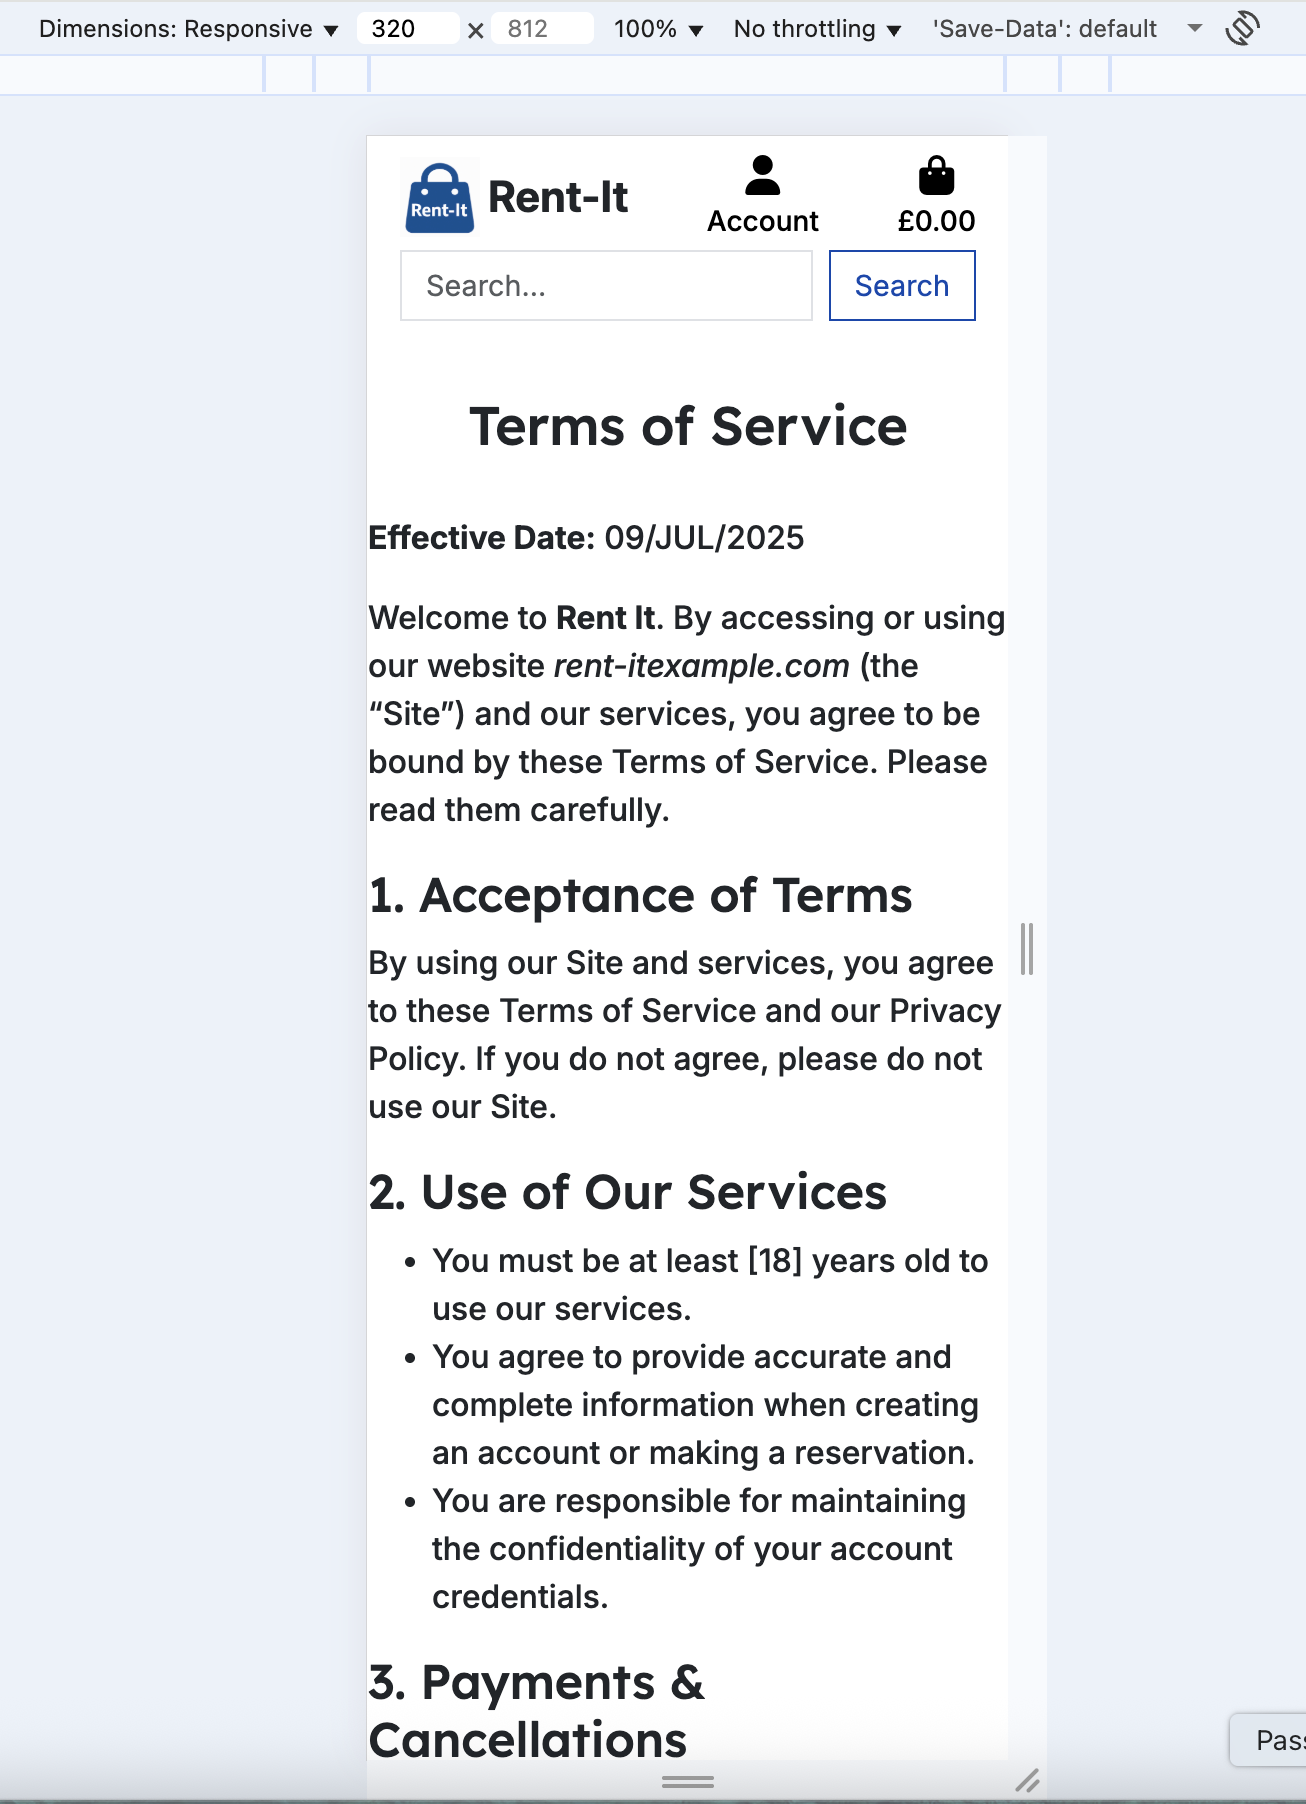 Dimensions: Responsive ▼ 320 × 812 100% ▼ No throttling ▼ 'Save-Data': default
Rent-It Rent-It
Account £0.00
Search... Search
Terms of Service
Effective Date: 09/JUL/2025
Welcome to Rent It. By accessing or using
our website rent-itexample.com (the
“Site”) and our services, you agree to be
bound by these Terms of Service. Please
read them carefully.
1. Acceptance of Terms
By using our Site and services, you agree
to these Terms of Service and our Privacy
Policy. If you do not agree, please do not
use our Site.
2. Use of Our Services
• You must be at least [18] years old to
use our services.
• You agree to provide accurate and
complete information when creating
an account or making a reservation.
• You are responsible for maintaining
the confidentiality of your account
credentials.
3. Payments &
Cancellations